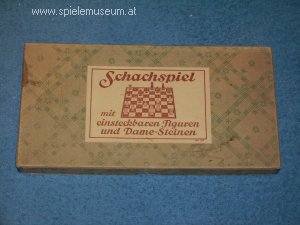 www.spielemuseum.at
Schachspiel
mit
einsteckbaren Figuren
und Dame-Steinen